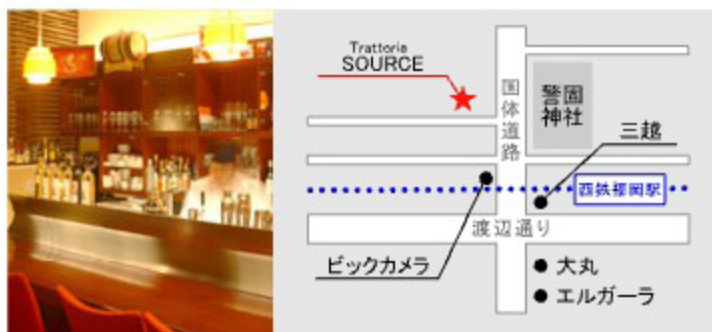 Trattoria
SOURCE
国体道路
警固
神社
三越
西鉄福岡駅
渡辺通り
ビックカメラ
大丸
エルガーラ